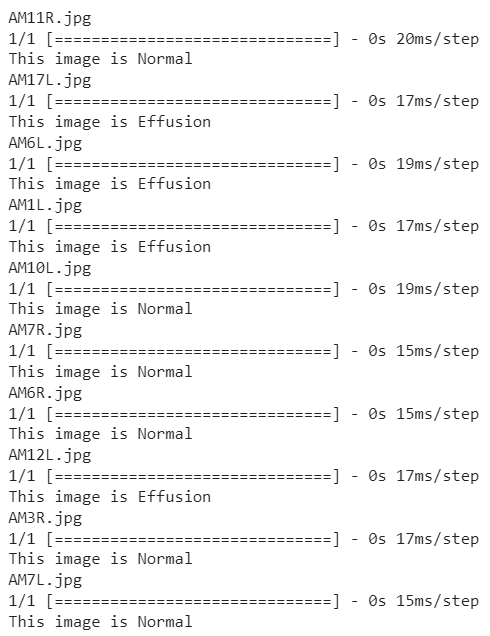 AM11R.jpg
1/1 [==============================] - 0s 20ms/step
This image is Normal
AM17L.jpg
1/1 [==============================] - 0s 17ms/step
This image is Effusion
AM6L.jpg
1/1 [==============================] - 0s 19ms/step
This image is Effusion
AM1L.jpg
1/1 [==============================] - 0s 17ms/step
This image is Effusion
AM10L.jpg
1/1 [==============================] - 0s 19ms/step
This image is Normal
AM7R.jpg
1/1 [==============================] - 0s 15ms/step
This image is Normal
AM6R.jpg
1/1 [==============================] - 0s 15ms/step
This image is Normal
AM12L.jpg
1/1 [==============================] - 0s 17ms/step
This image is Effusion
AM3R.jpg
1/1 [==============================] - 0s 17ms/step
This image is Normal
AM7L.jpg
1/1 [==============================] - 0s 15ms/step
This image is Normal